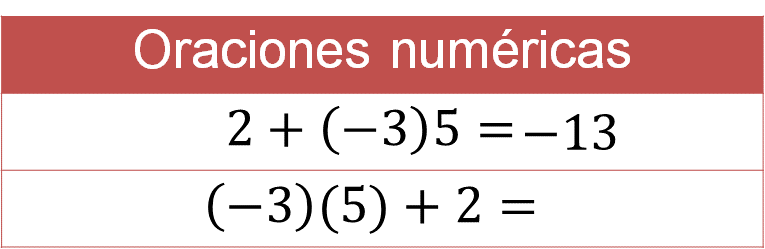 Oraciones numéricas
2 + (−3)5 = −13
(−3)(5) + 2 =